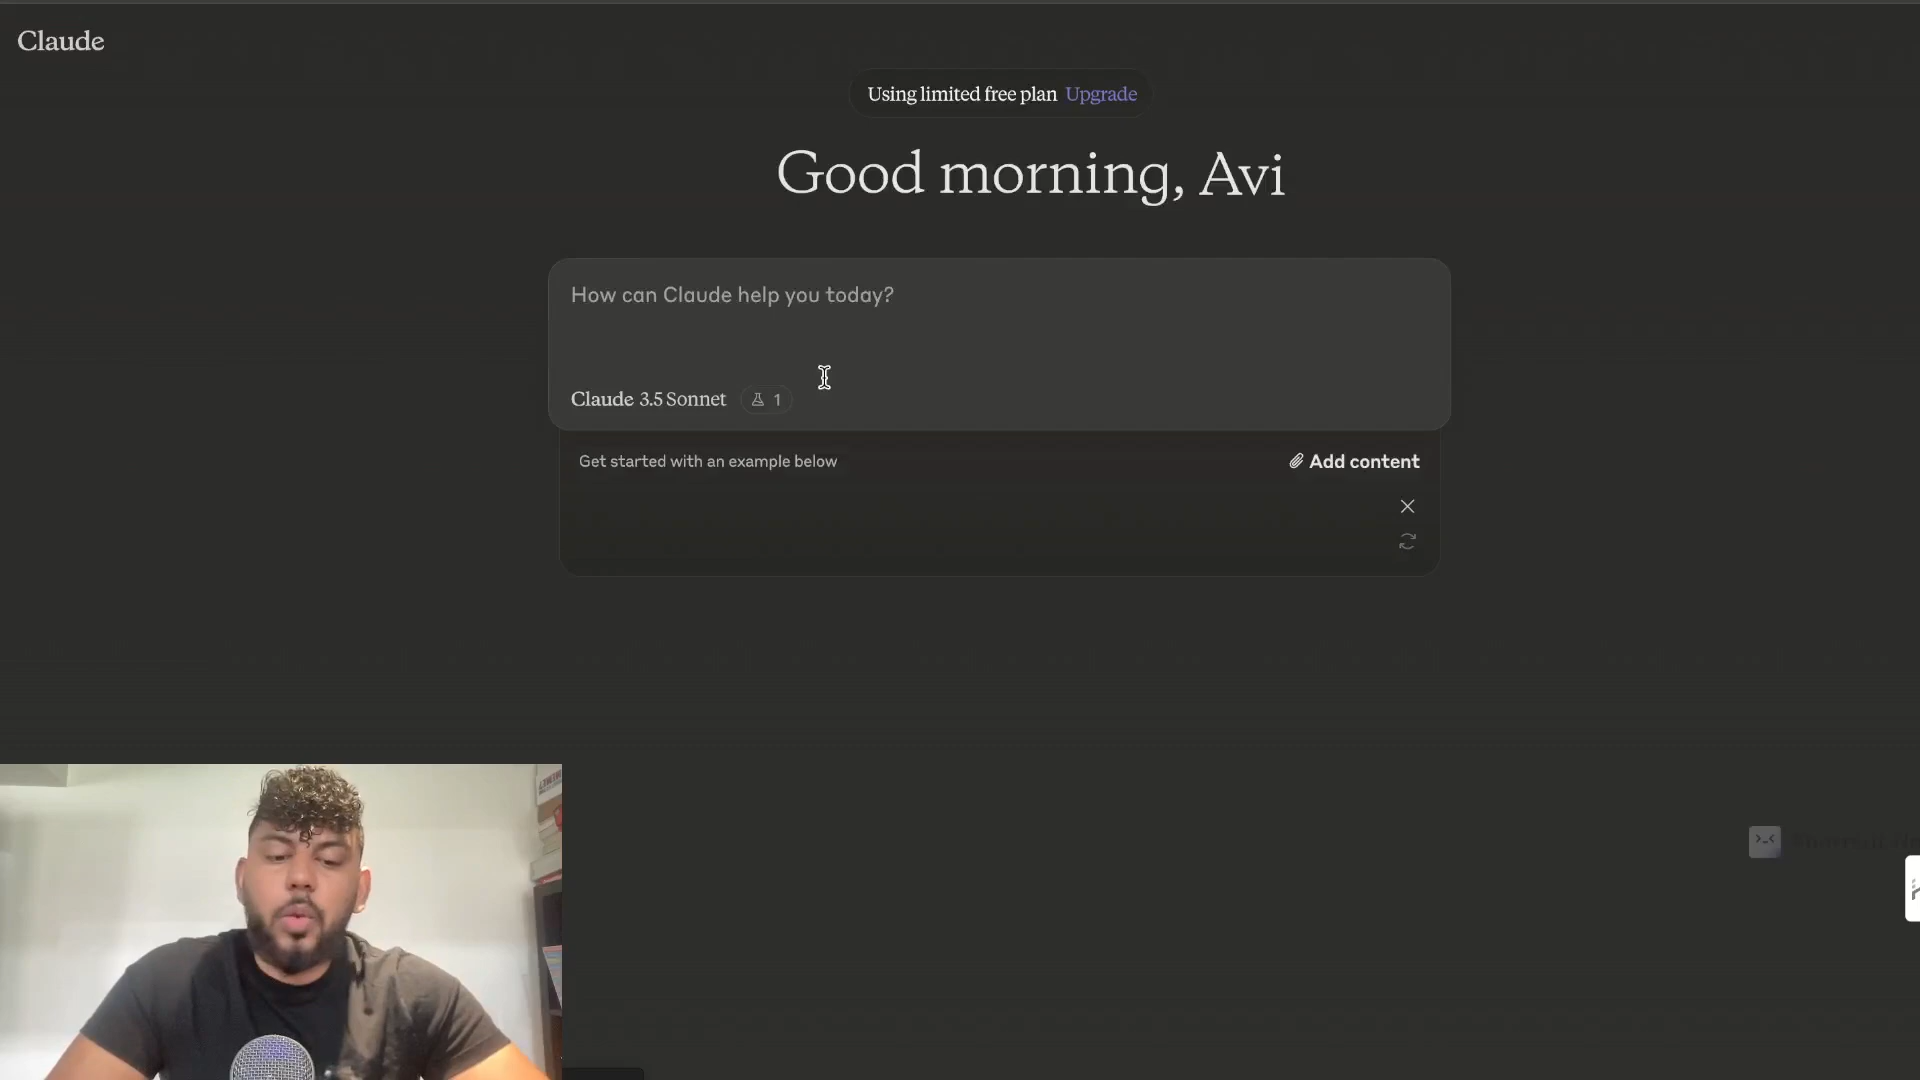 Claude
Using limited free plan Upgrade
Good morning, Avi
How can Claude help you today?
Claude 3.5 Sonnet 1
Get started with an example below
Add content